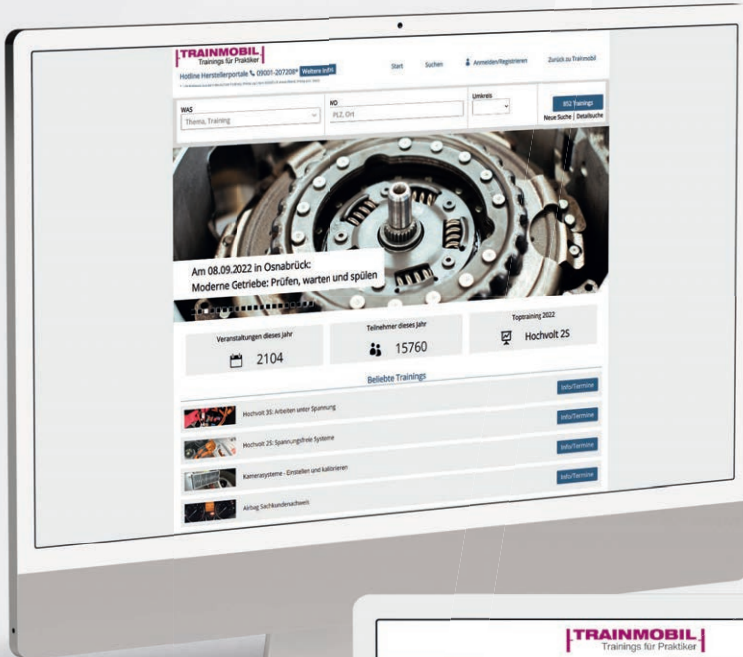 TRAINMOBIL
Trainings für Praktiker
Hotline Herstellerportale 09001-207208* Weitere Info
Start
Suchen
Anmelden/Registrieren
Zurück zu Trainmobil
WAS
Thema, Training
WO
PLZ, Ort
Umkreis
852 Trainings
Neue Suche | Detailsuche
Am 08.09.2022 in Osnabrück:
Moderne Getriebe: Prüfen, warten und spülen
Veranstaltungen dieses Jahr
2104
Teilnehmer dieses Jahr
15760
Toptraining 2022
Hochvolt 2S
Beliebte Trainings
Hochvolt 3S: Arbeiten unter Spannung
Info/Termine
Hochvolt 2S: Spannungsfreie Systeme
Info/Termine
Kamerasysteme - Einstellen und kalibrieren
Info/Termine
Airbag Sachkundenachweis
Info/Termine
TRAINMOBIL
Trainings für Praktiker